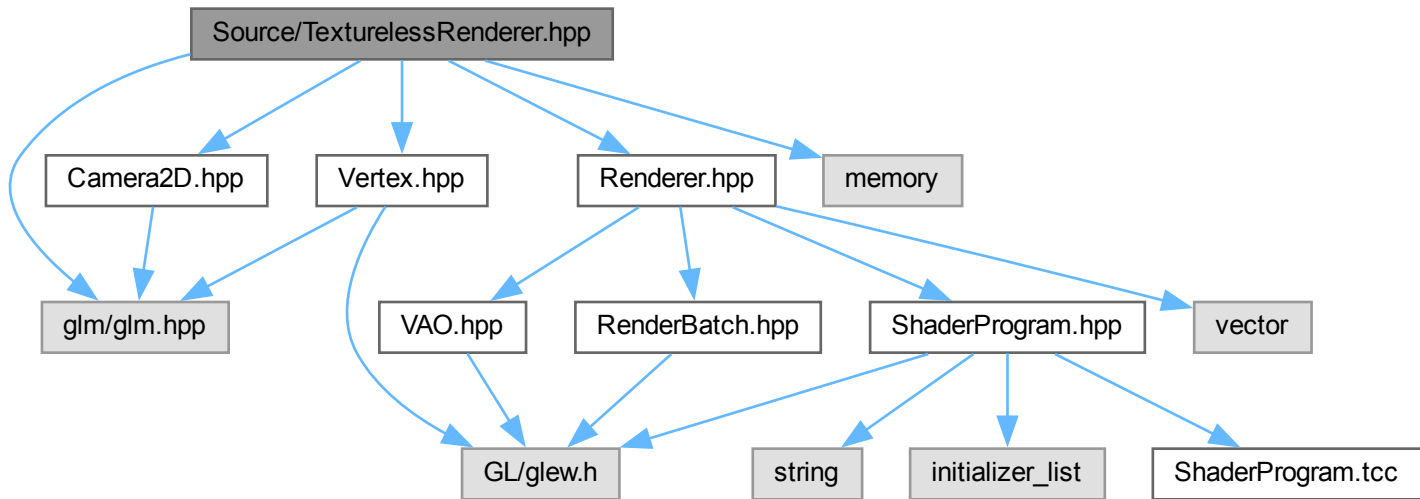 Source/TexturelessRenderer.hpp
Camera2D.hpp
Vertex.hpp
Renderer.hpp
memory
glm/glm.hpp
VAO.hpp
RenderBatch.hpp
ShaderProgram.hpp
vector
GL/glew.h
string
initializer_list
ShaderProgram.tcc